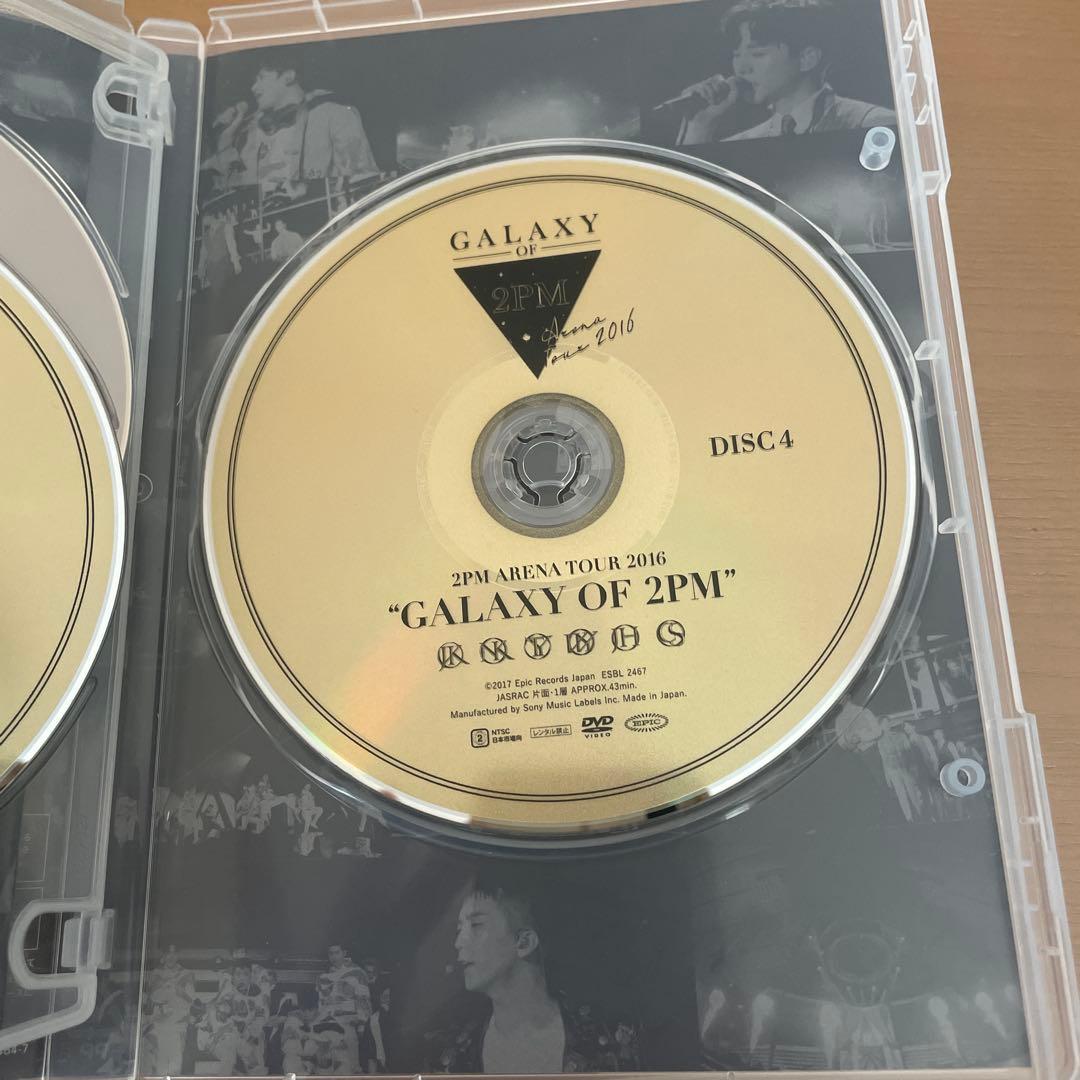 GALAXY
OF
2PM
Arena
Tour 2016
DISC 4
2PM ARENA TOUR 2016
“GALAXY OF 2PM”
©2017 Epic Records Japan ESBL 2467
JASRAC 片面・1層 APPROX.43min.
Manufactured by Sony Music Labels Inc. Made in Japan.
2 NTSC
日本市場向
レンタル禁止
DVD
VIDEO
EPIC